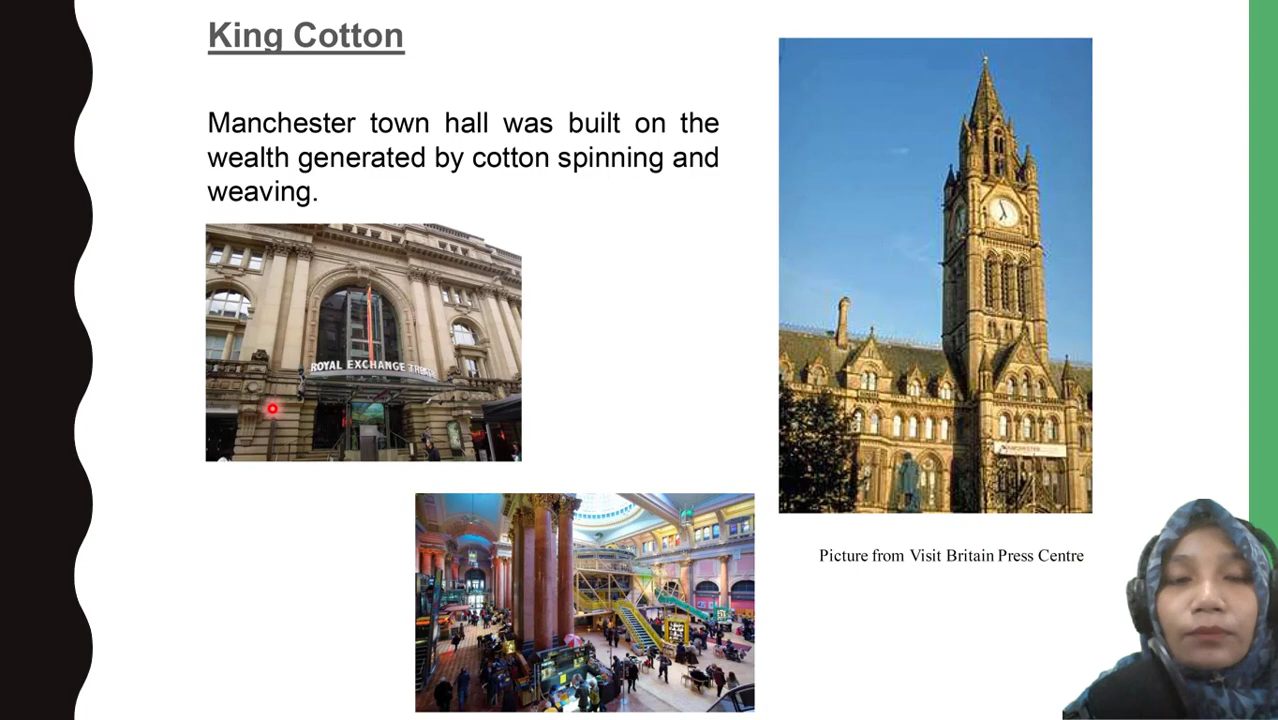 King Cotton
Manchester town hall was built on the
wealth generated by cotton spinning and
weaving.
ROYAL EXCHANGE
Picture from Visit Britain Press Centre